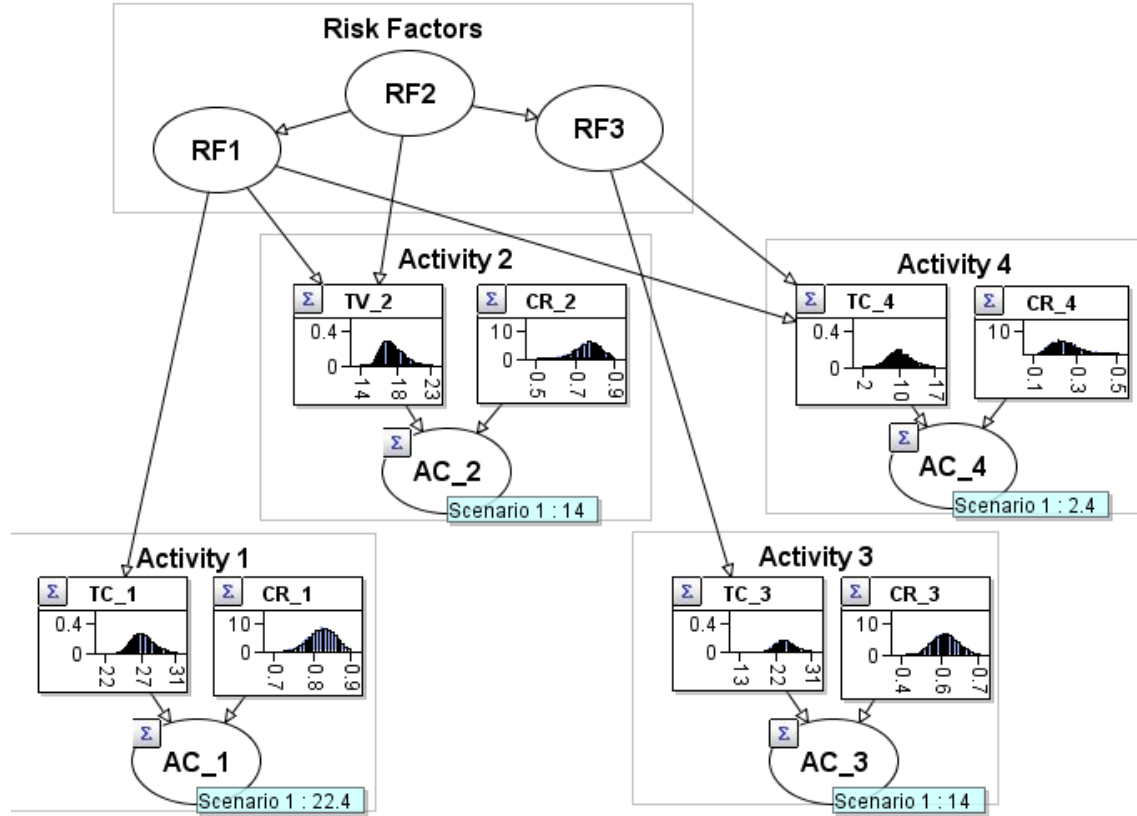 Risk Factors
RF2
RF3
RF1
Activity 2
Σ TV_2
0.4
0
14 18 23
Σ CR_2
10
0
0.5 0.7 0.9
Σ
AC_2
Scenario 1 : 14
Activity 4
Σ TC_4
0.4
0
2 10 17
Σ CR_4
10
0.1 0.3 0.5
Σ
AC_4
Scenario 1 : 2.4
Activity 1
Σ TC_1
0.4
0
22 27 31
Σ CR_1
10
0
0.7 0.8 0.9
Σ
AC_1
Scenario 1 : 22.4
Activity 3
Σ TC_3
0.4
0
13 22 31
Σ CR_3
10
0
0.4 0.6 0.7
Σ
AC_3
Scenario 1 : 14